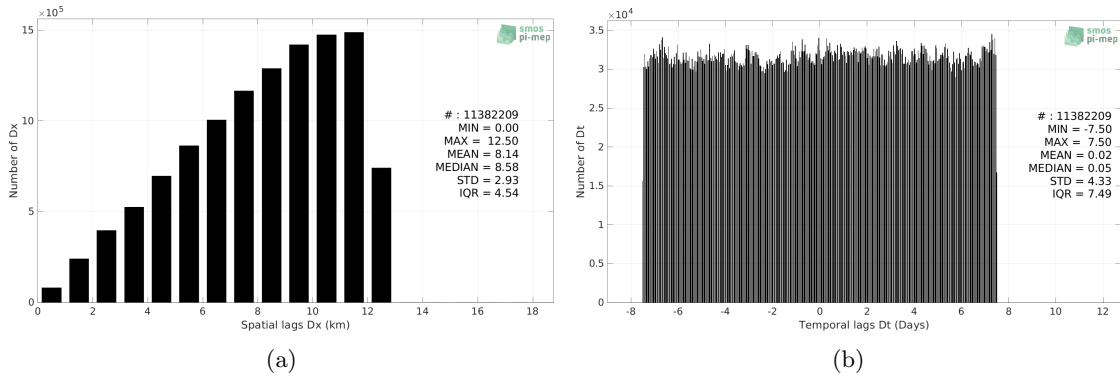 ×10⁵
15
10
5
0
Number of Dx
0 2 4 6 8 10 12 14 16 18
Spatial lags Dx (km)
smos
pi-mep
# : 11382209
MIN = 0.00
MAX = 12.50
MEAN = 8.14
MEDIAN = 8.58
STD = 2.93
IQR = 4.54
(a)
×10⁴
3.5
3
2.5
2
1.5
1
0.5
0
Number of Dt
-8 -6 -4 -2 0 2 4 6 8 10 12
Temporal lags Dt (Days)
smos
pi-mep
# : 11382209
MIN = -7.50
MAX = 7.50
MEAN = 0.02
MEDIAN = 0.05
STD = 4.33
IQR = 7.49
(b)